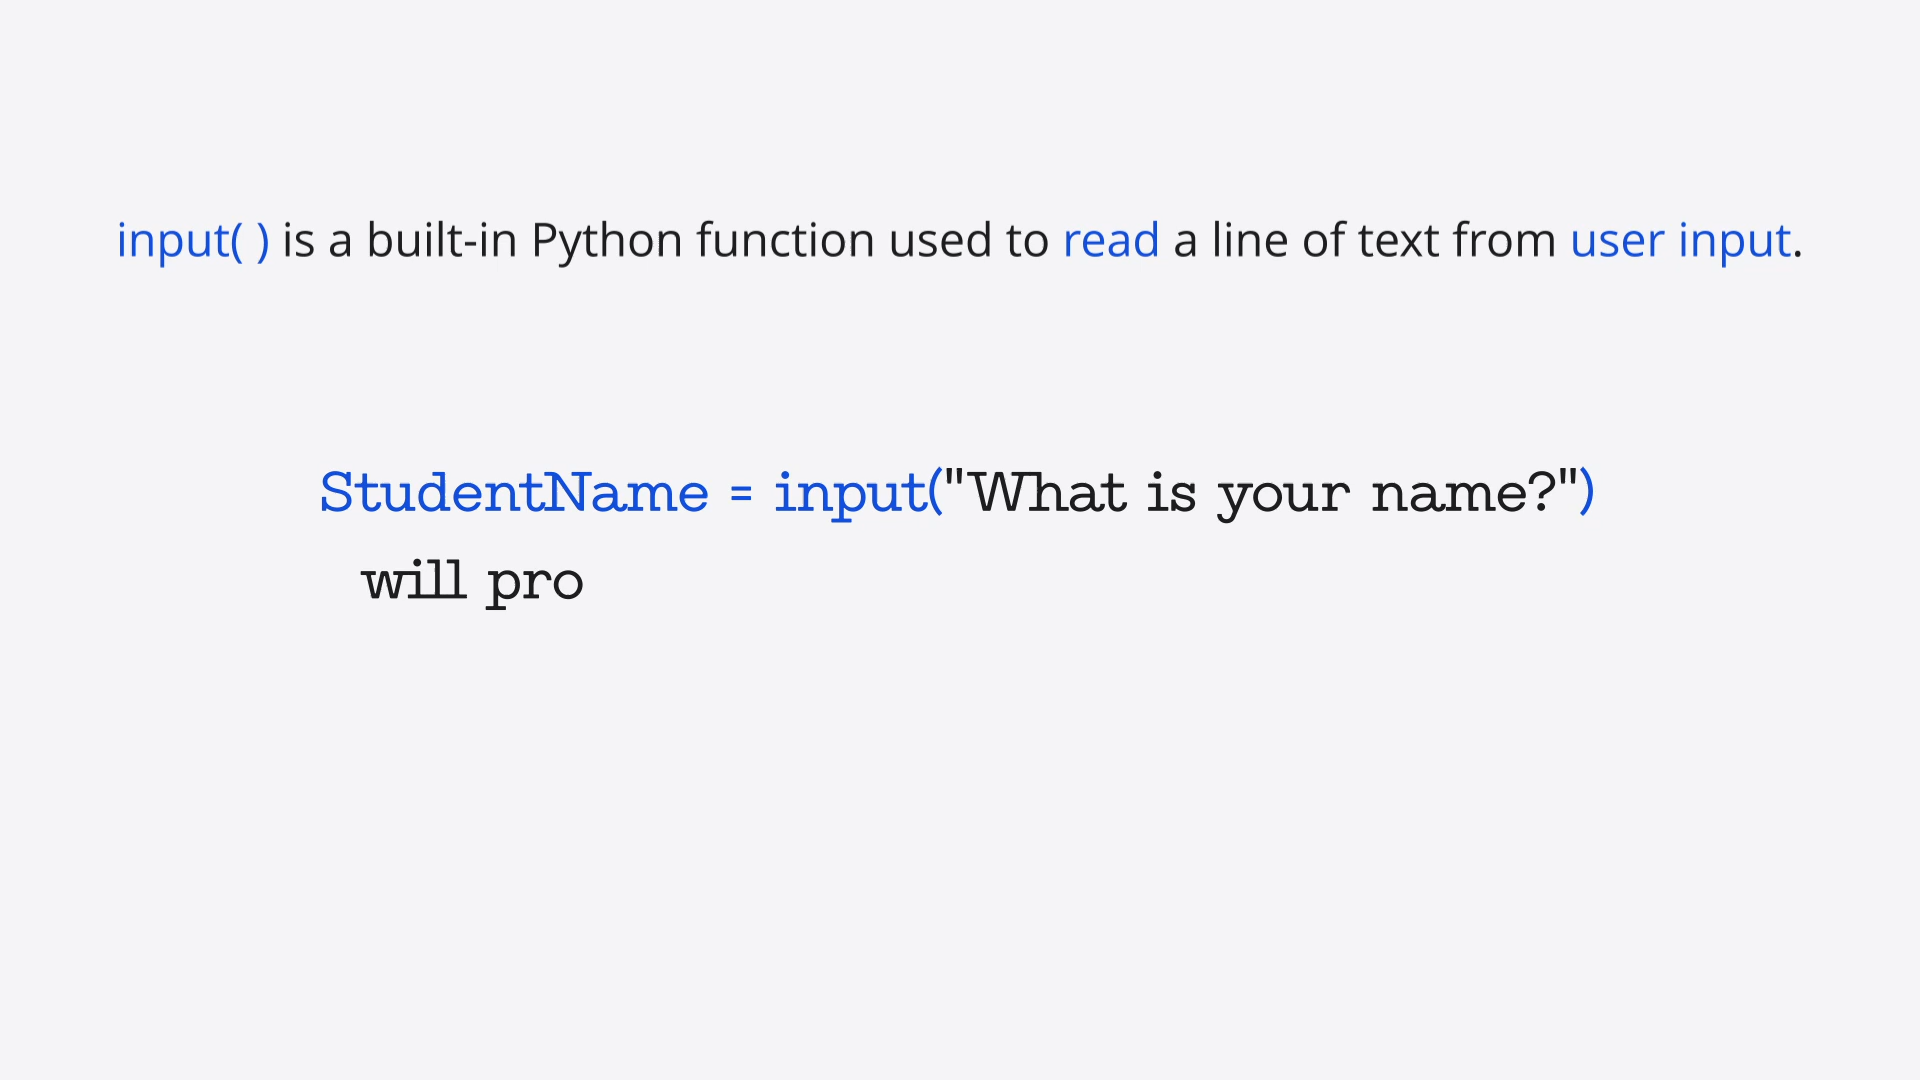 input( ) is a built-in Python function used to read a line of text from user input.
StudentName = input("What is your name?")
will pro